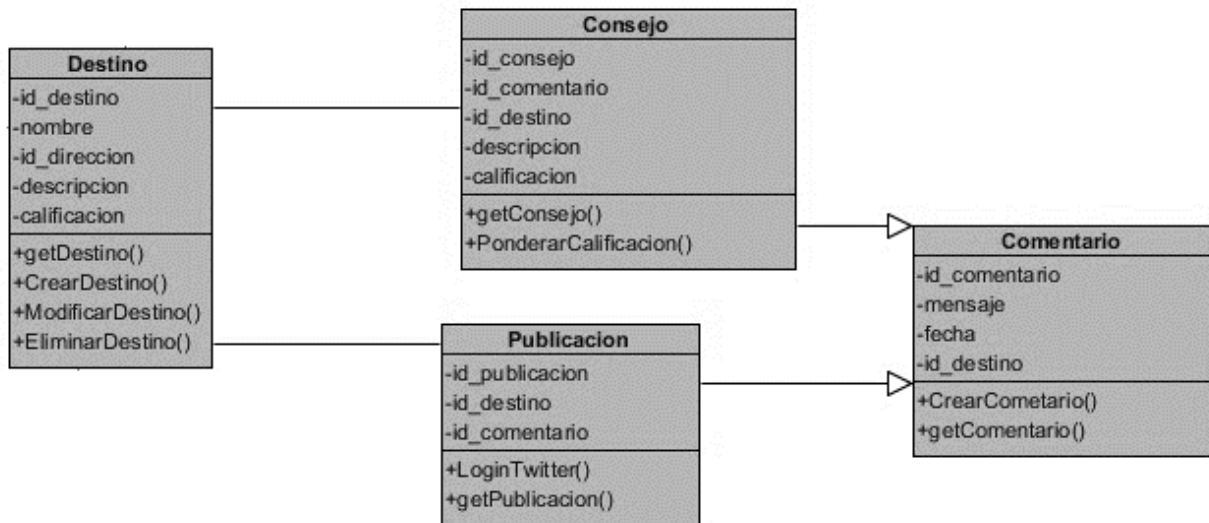 Destino
-id_destino
-nombre
-id_direccion
-descripcion
-calificacion
+getDestino()
+CrearDestino()
+ModificarDestino()
+EliminarDestino()
Consejo
-id_consejo
-id_comentario
-id_destino
-descripcion
-calificacion
+getConsejo()
+PonderarCalificacion()
Publicacion
-id_publicacion
-id_destino
-id_comentario
+LoginTwitter()
+getPublicacion()
Comentario
-id_comentario
-mensaje
-fecha
-id_destino
+CrearCometario()
+getComentario()